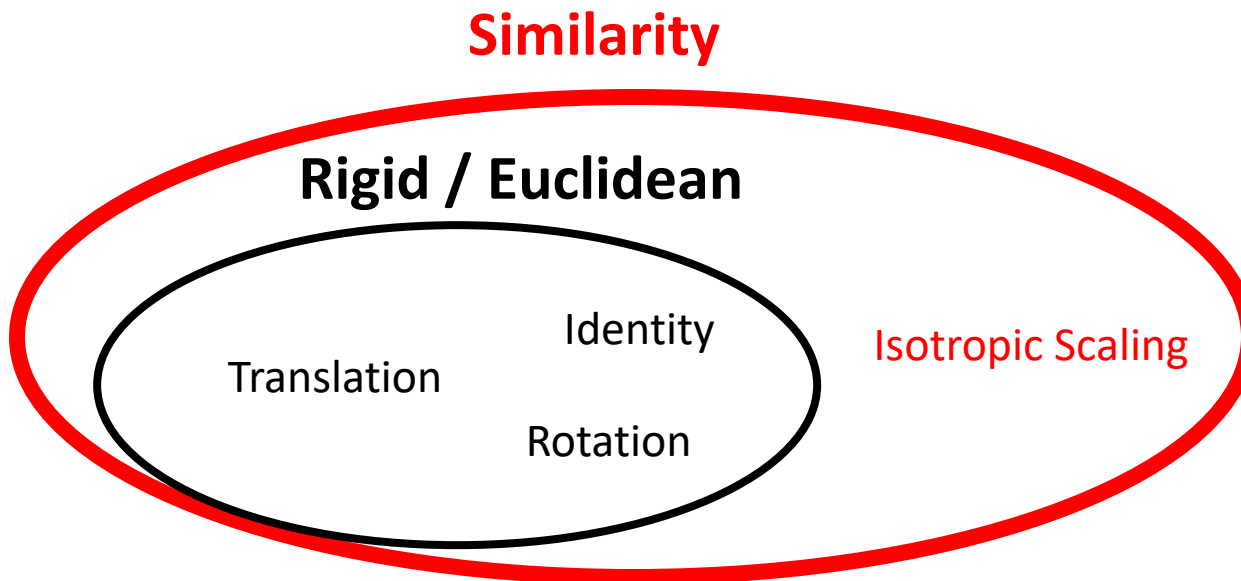 Similarity
Rigid / Euclidean
Identity
Isotropic Scaling
Translation
Rotation